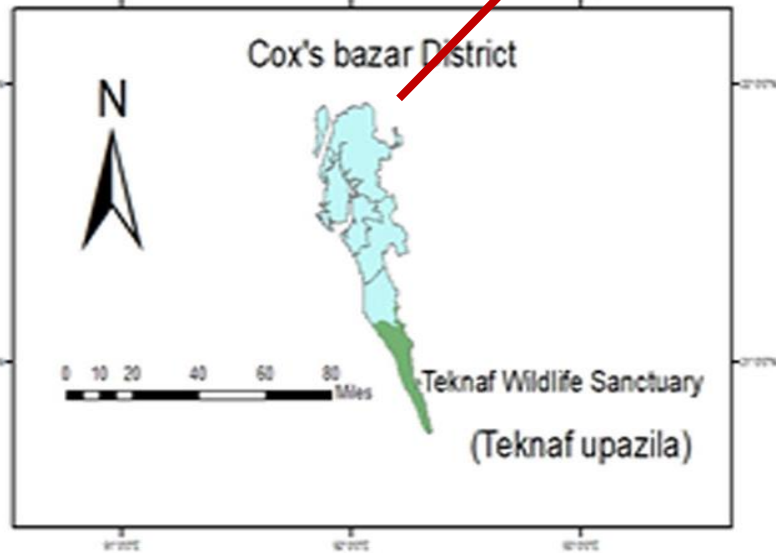 Cox's bazar District
N
0 10 20 40 60 80
Miles
Teknaf Wildlife Sanctuary
(Teknaf upazila)